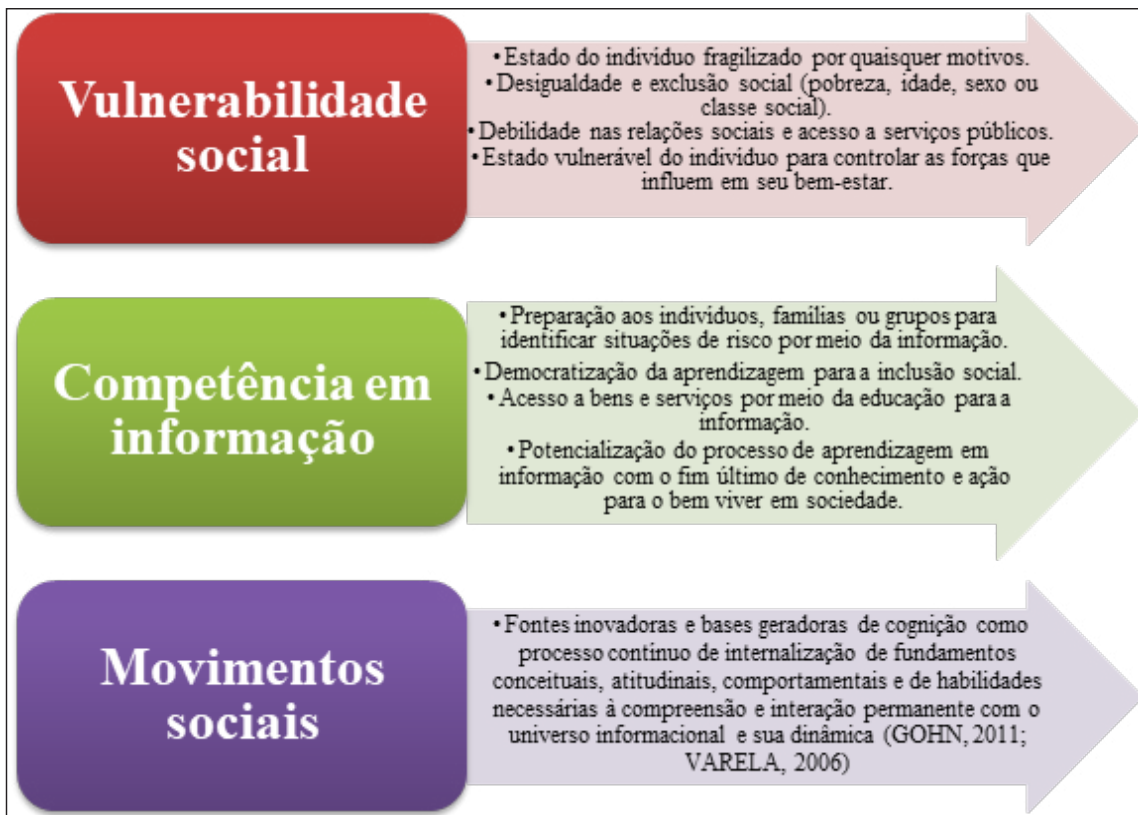 Vulnerabilidade
social
•Estado do indivíduo fragilizado por quaisquer motivos.
•Desigualdade e exclusão social (pobreza, idade, sexo ou
classe social).
•Debilidade nas relações sociais e acesso a serviços públicos.
•Estado vulnerável do indivíduo para controlar as forças que
influem em seu bem-estar.
Competência em
informação
•Preparação aos indivíduos, famílias ou grupos para
identificar situações de risco por meio da informação.
•Democratização da aprendizagem para a inclusão social.
•Acesso a bens e serviços por meio da educação para a
informação.
•Potencialização do processo de aprendizagem em
informação com o fim último de conhecimento e ação
para o bem viver em sociedade.
Movimentos
sociais
•Fontes inovadoras e bases geradoras de cognição como
processo contínuo de internalização de fundamentos
conceituais, atitudinais, comportamentais e de habilidades
necessárias à compreensão e interação permanente com o
universo informacional e sua dinâmica (GOHN, 2011;
VARELA, 2006)